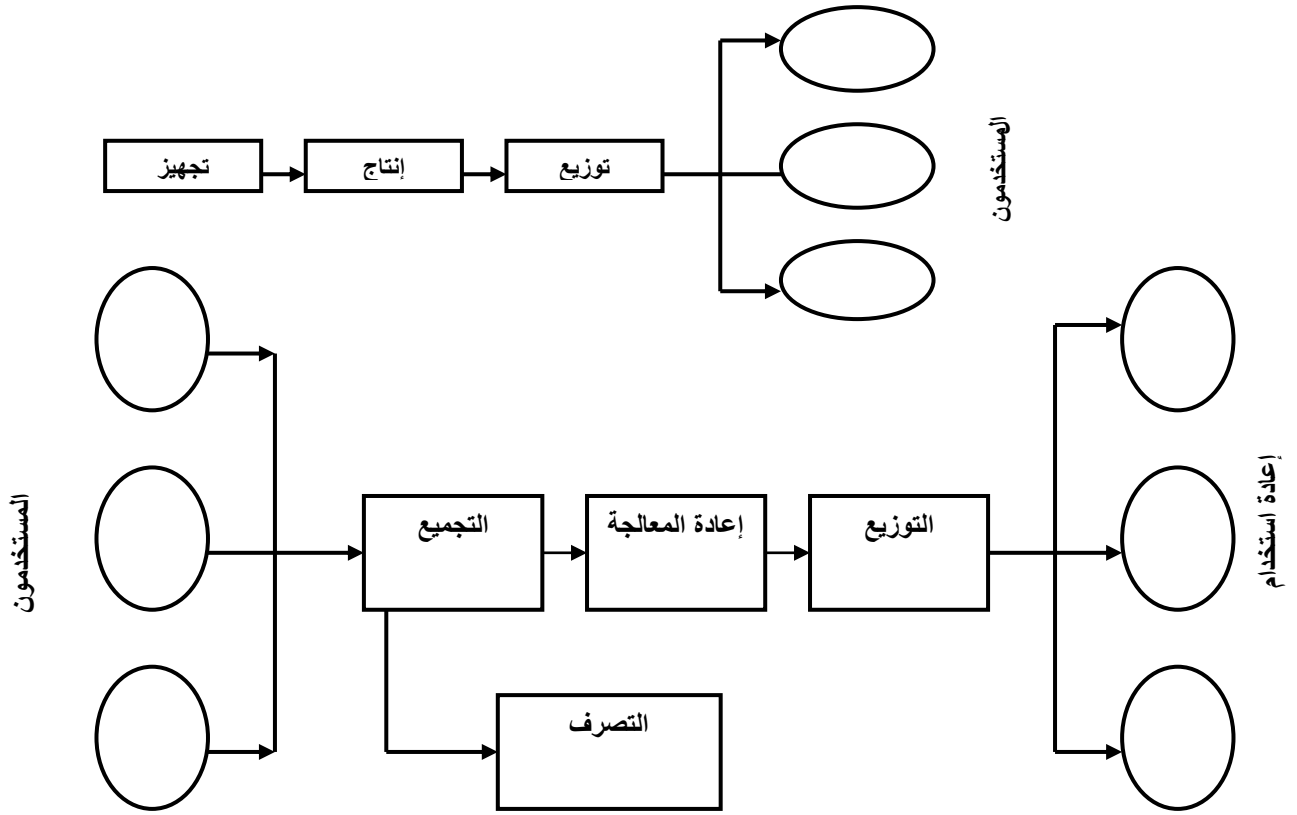 تجهيز
إنتاج
توزيع
المستخدمون
المستخدمون
التجميع
إعادة المعالجة
التوزيع
إعادة استخدام
التصرف